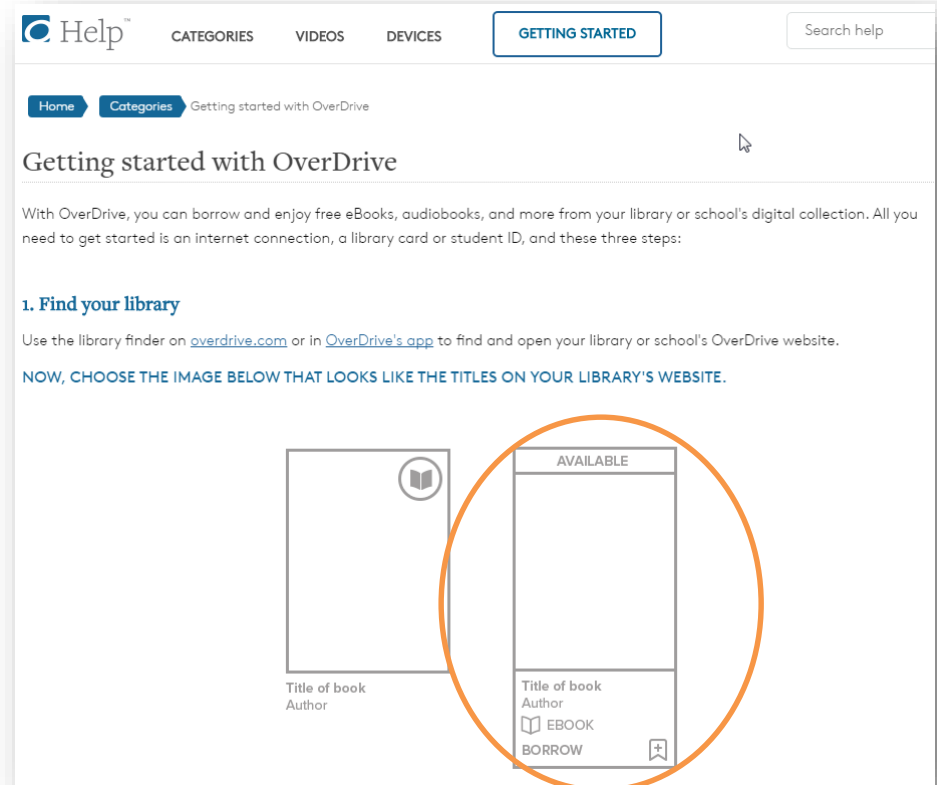 Help™ CATEGORIES VIDEOS DEVICES GETTING STARTED Search help
Home Categories Getting started with OverDrive
Getting started with OverDrive
With OverDrive, you can borrow and enjoy free eBooks, audiobooks, and more from your library or school's digital collection. All you
need to get started is an internet connection, a library card or student ID, and these three steps:
1. Find your library
Use the library finder on overdrive.com or in OverDrive's app to find and open your library or school's OverDrive website.
NOW, CHOOSE THE IMAGE BELOW THAT LOOKS LIKE THE TITLES ON YOUR LIBRARY'S WEBSITE.
Title of book
Author
AVAILABLE
Title of book
Author
EBOOK
BORROW